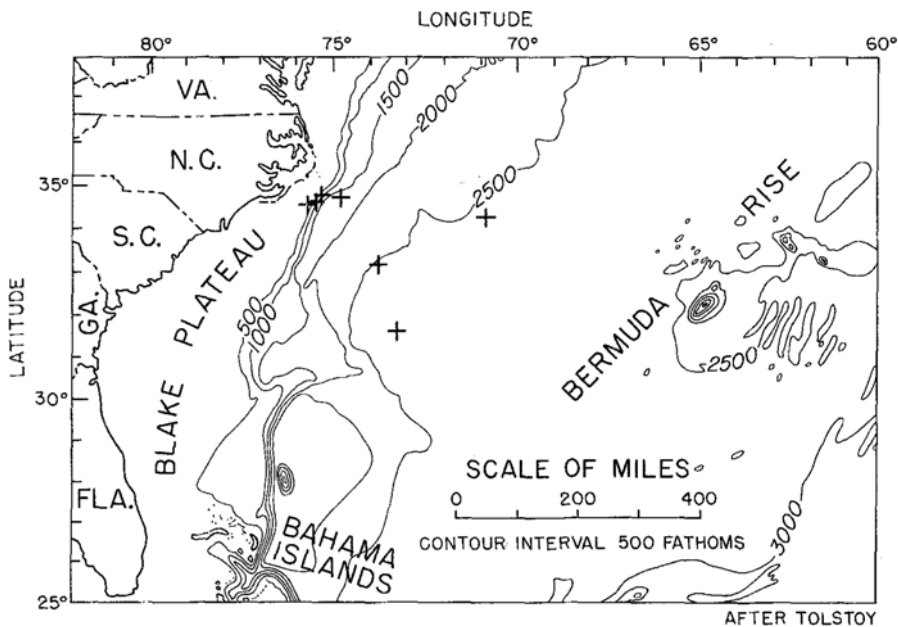 LONGITUDE
80° 75° 70° 65° 60°
VA.
1500
2000
N.C.
35°
2500
RISE
S.C.
BLAKE PLATEAU
GA.
500
1000
LATITUDE
BERMUDA
<2500
30°
SCALE OF MILES
0 200 400
FLA.
CONTOUR INTERVAL 500 FATHOMS
BAHAMA
ISLANDS
3000
25°
AFTER TOLSTOY